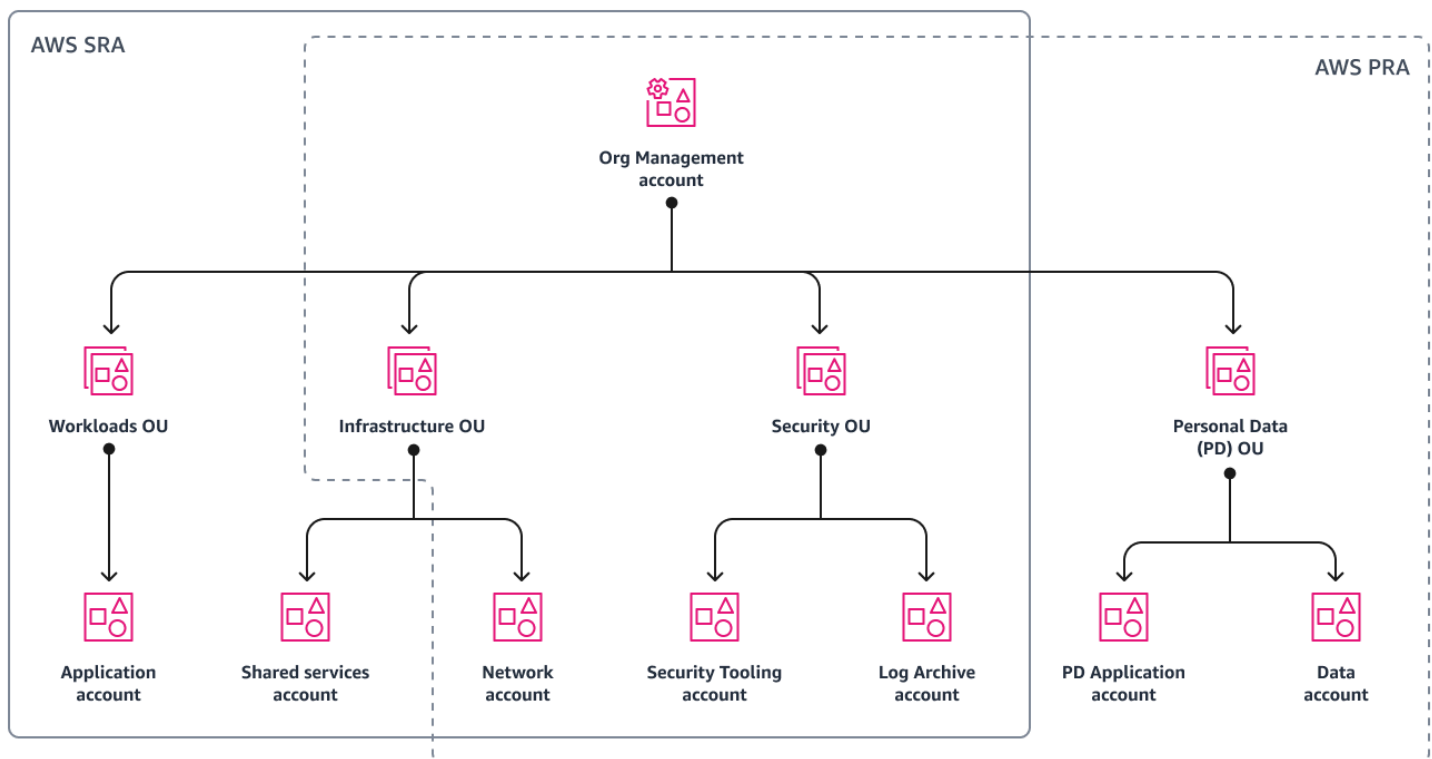 AWS SRA
AWS PRA
Org Management
account
Workloads OU
Infrastructure OU
Security OU
Personal Data
(PD) OU
Application
account
Shared services
account
Network
account
Security Tooling
account
Log Archive
account
PD Application
account
Data
account